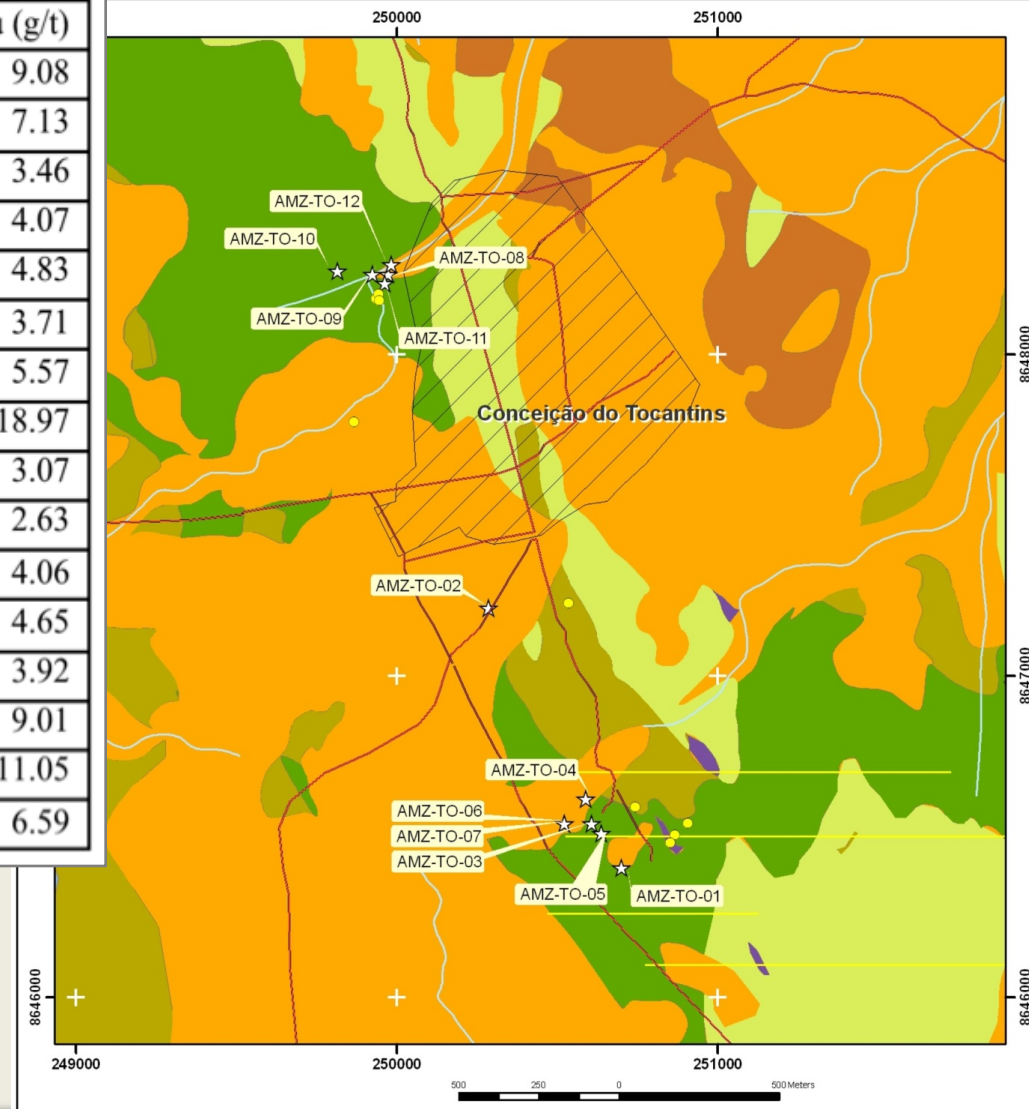 (g/t)
9.08
7.13
3.46
4.07
4.83
3.71
5.57
18.97
3.07
2.63
4.06
4.65
3.92
9.01
11.05
6.59
250000
251000
AMZ-TO-12
AMZ-TO-10
AMZ-TO-08
AMZ-TO-09
AMZ-TO-11
8648000
Conceição do Tocantins
AMZ-TO-02
8647000
AMZ-TO-04
AMZ-TO-06
AMZ-TO-07
AMZ-TO-03
AMZ-TO-05
AMZ-TO-01
8646000
8646000
249000
250000
251000
500 250 0 500 Meters